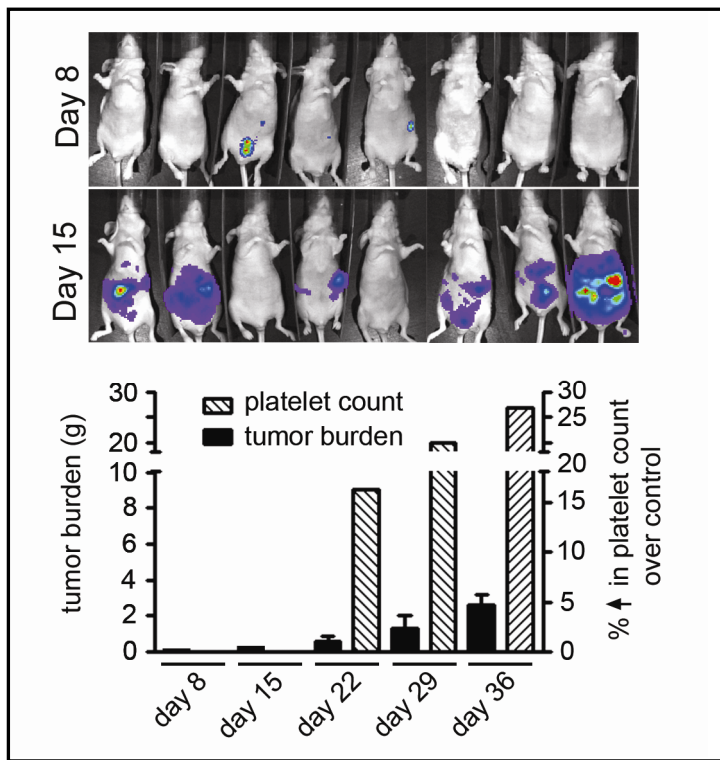 Day 8
Day 15
platelet count
tumor burden
tumor burden (g)
30
20
10
8
6
4
2
0
30
25
20
15
10
5
0
% ↑ in platelet count
over control
day 8
day 15
day 22
day 29
day 36